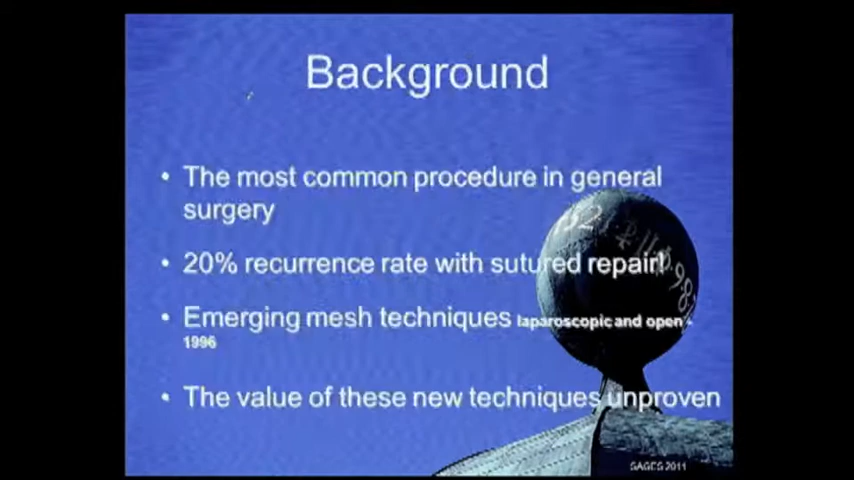 Background
• The most common procedure in general
surgery
• 20% recurrence rate with sutured repair!
• Emerging mesh techniques laparoscopic and open -
1996
• The value of these new techniques unproven
SAGES 2011